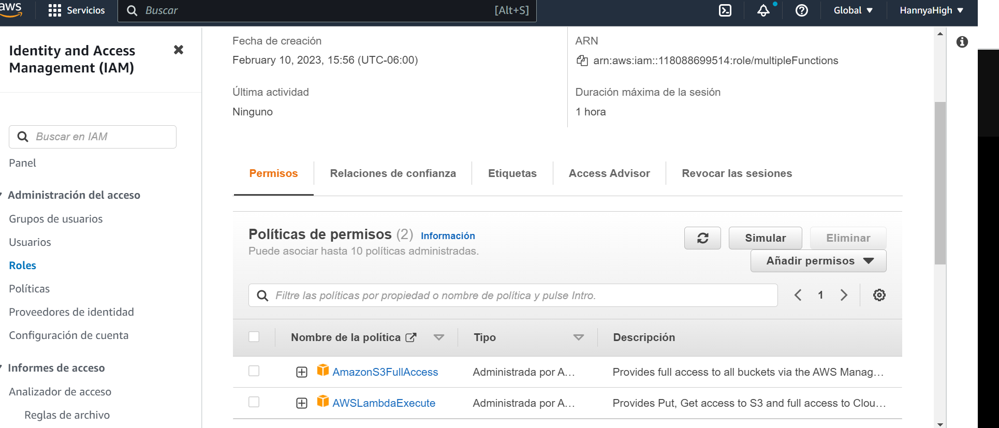 aws
Servicios
Buscar
[Alt+S]
Global
HannyaHigh
Identity and Access
Management (IAM)
Buscar en IAM
Panel
Administración del acceso
Grupos de usuarios
Usuarios
Roles
Políticas
Proveedores de identidad
Configuración de cuenta
Informes de acceso
Analizador de acceso
Reglas de archivo
Fecha de creación
February 10, 2023, 15:56 (UTC-06:00)
ARN
arn:aws:iam::118088699514:role/multipleFunctions
Última actividad
Ninguno
Duración máxima de la sesión
1 hora
Permisos
Relaciones de confianza
Etiquetas
Access Advisor
Revocar las sesiones
Políticas de permisos (2) Información
Puede asociar hasta 10 políticas administradas.
Simular
Eliminar
Añadir permisos
Filtre las políticas por propiedad o nombre de política y pulse Intro.
1
Nombre de la política
Tipo
Descripción
AmazonS3FullAccess
Administrada por A...
Provides full access to all buckets via the AWS Manag...
AWSLambdaExecute
Administrada por A...
Provides Put, Get access to S3 and full access to Clou...